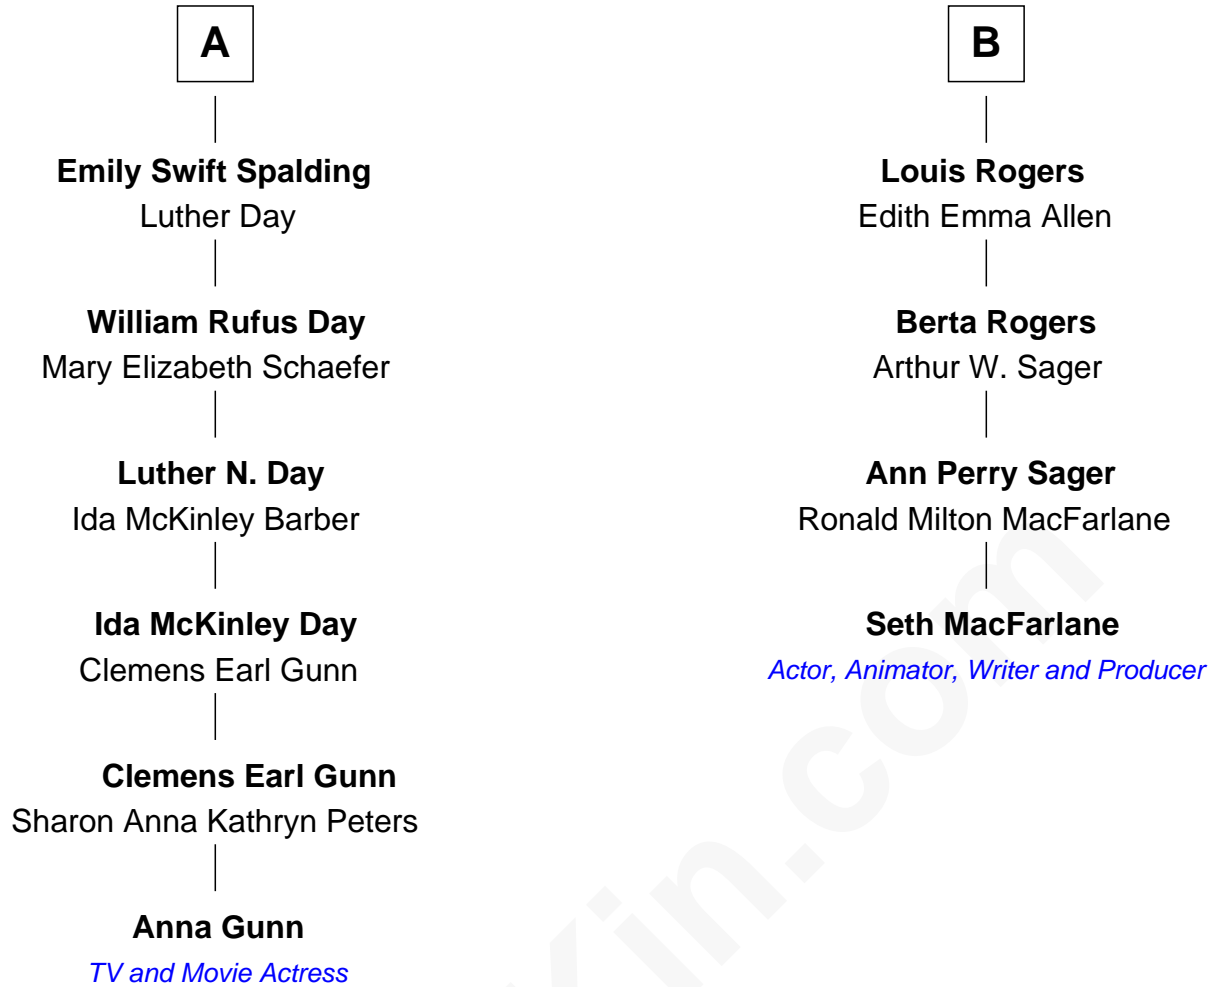 A
Emily Swift Spalding
Luther Day
William Rufus Day
Mary Elizabeth Schaefer
Luther N. Day
Ida McKinley Barber
Ida McKinley Day
Clemens Earl Gunn
Clemens Earl Gunn
Sharon Anna Kathryn Peters
Anna Gunn
TV and Movie Actress
B
Louis Rogers
Edith Emma Allen
Berta Rogers
Arthur W. Sager
Ann Perry Sager
Ronald Milton MacFarlane
Seth MacFarlane
Actor, Animator, Writer and Producer
kin.com